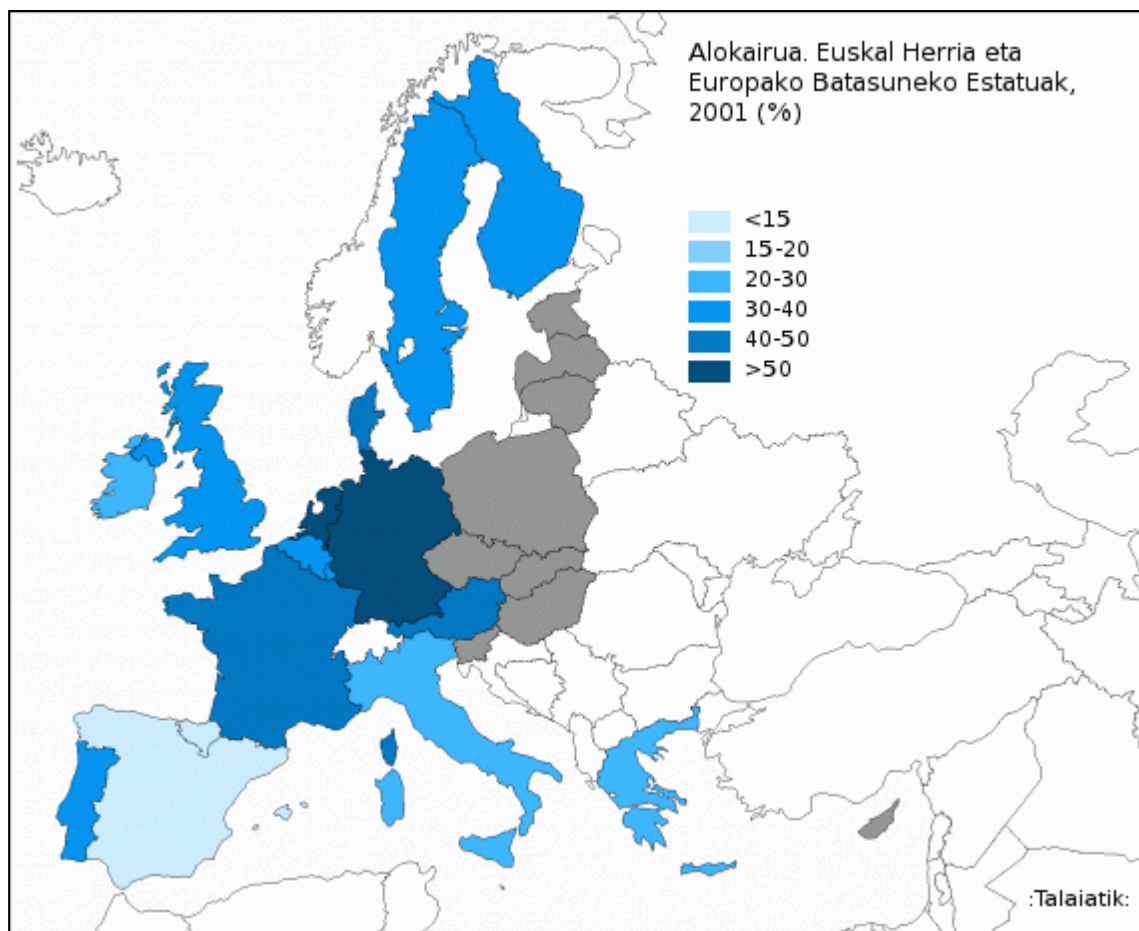 Alokairua. Euskal Herria eta
Europako Batasuneko Estatuak,
2001 (%)
<15
15-20
20-30
30-40
40-50
>50
:Talaiatik: